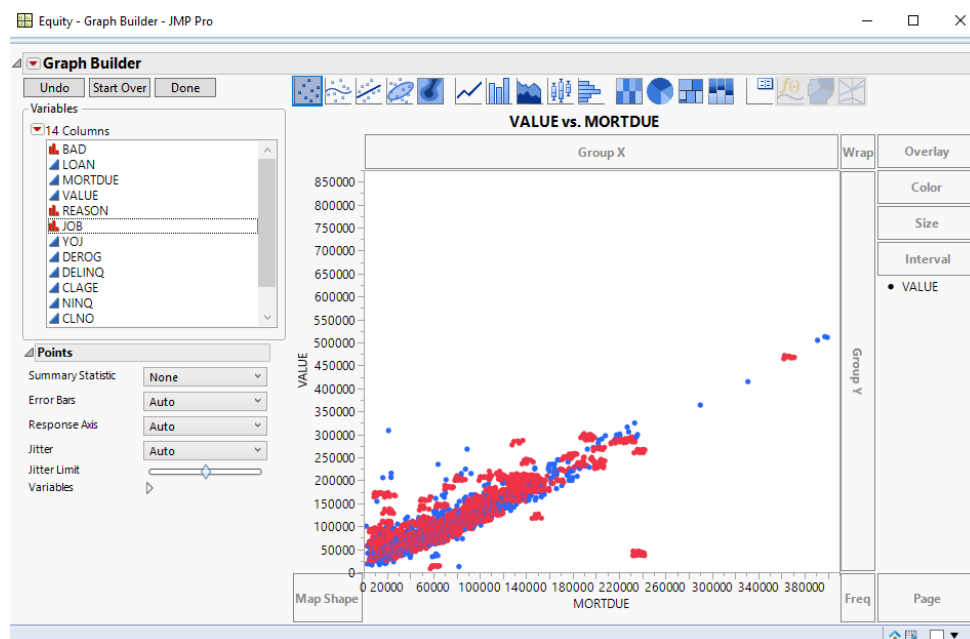 Equity - Graph Builder - JMP Pro
Graph Builder
Undo Start Over Done
Variables
14 Columns
BAD
LOAN
MORTDUE
VALUE
REASON
JOB
YOJ
DEROG
DELINQ
CLAGE
NINQ
CLNO
Points
Summary Statistic None
Error Bars Auto
Response Axis Auto
Jitter Auto
Jitter Limit
Variables
VALUE vs. MORTDUE
Group X
Wrap
Overlay
Color
Size
Interval
VALUE
850000
800000
750000
700000
650000
600000
550000
500000
450000
400000
350000
300000
250000
200000
150000
100000
50000
0
VALUE
Group Y
0 20000 60000 100000 140000 180000 220000 260000 300000 340000 380000
MORTDUE
Map Shape
Freq
Page